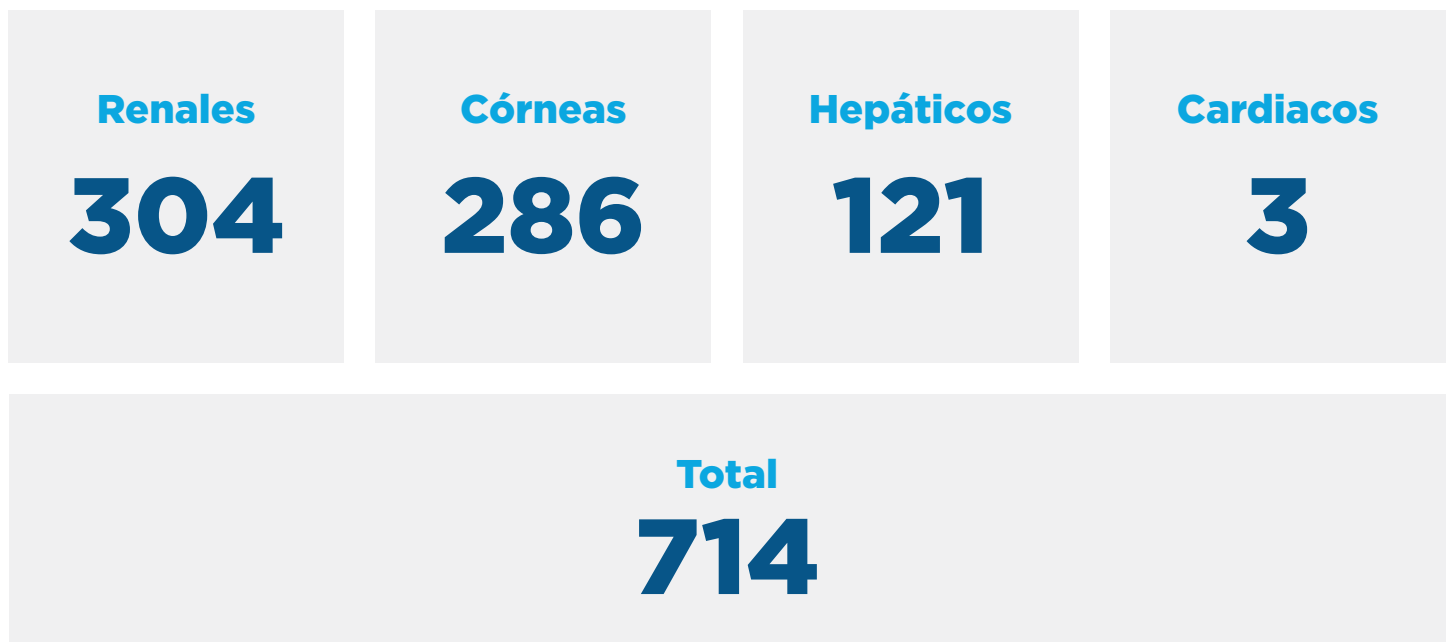 Renales
304
Córneas
286
Hepáticos
121
Cardiacos
3
Total
714